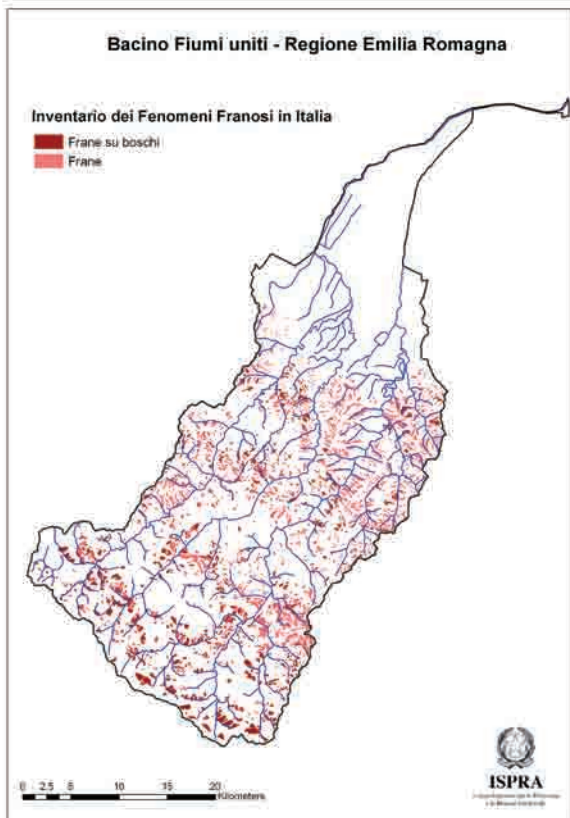 Bacino Fiumi uniti - Regione Emilia Romagna
Inventario dei Fenomeni Franosi in Italia
Frane su boschi
Frane
0 2.5 5 10 15 20
Kilometers
ISPRA